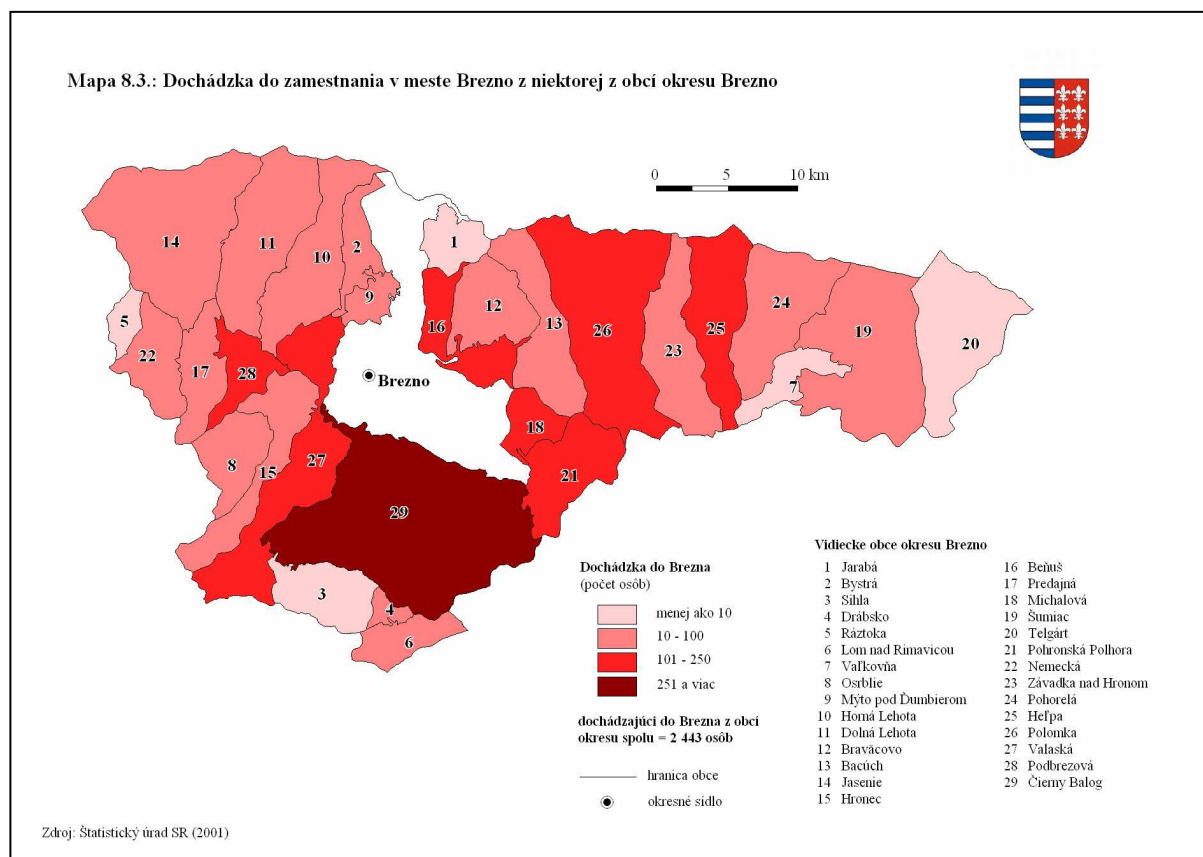 Mapa 8.3.: Dochádzka do zamestnania v meste Brezno z niektorej z obcí okresu Brezno
0 5 10 km
14
11
10
2
1
9
5
16
12
13
26
23
25
24
19
20
7
22
17
28
Brezno
18
8
15
27
21
29
3
4
6
Dochádzka do Brezna
(počet osôb)
menej ako 10
10 - 100
101 - 250
251 a viac
dochádzajúci do Brezna z obcí
okresu spolu = 2 443 osôb
hranica obce
okresné sídlo
Vidiecke obce okresu Brezno
1 Jarabá
2 Bystrá
3 Sihla
4 Drábsko
5 Ráztoka
6 Lom nad Rimavicou
7 Vaľkovňa
8 Osrblie
9 Mýto pod Ďumbierom
10 Horná Lehota
11 Dolná Lehota
12 Braväcovo
13 Bacúch
14 Jasenie
15 Hronec
16 Beňuš
17 Predajná
18 Michalová
19 Šumiac
20 Telgárt
21 Pohronská Polhora
22 Nemecká
23 Závadka nad Hronom
24 Pohorelá
25 Heľpa
26 Polomka
27 Valaská
28 Podbrezová
29 Čierny Balog
Zdroj: Štatistický úrad SR (2001)